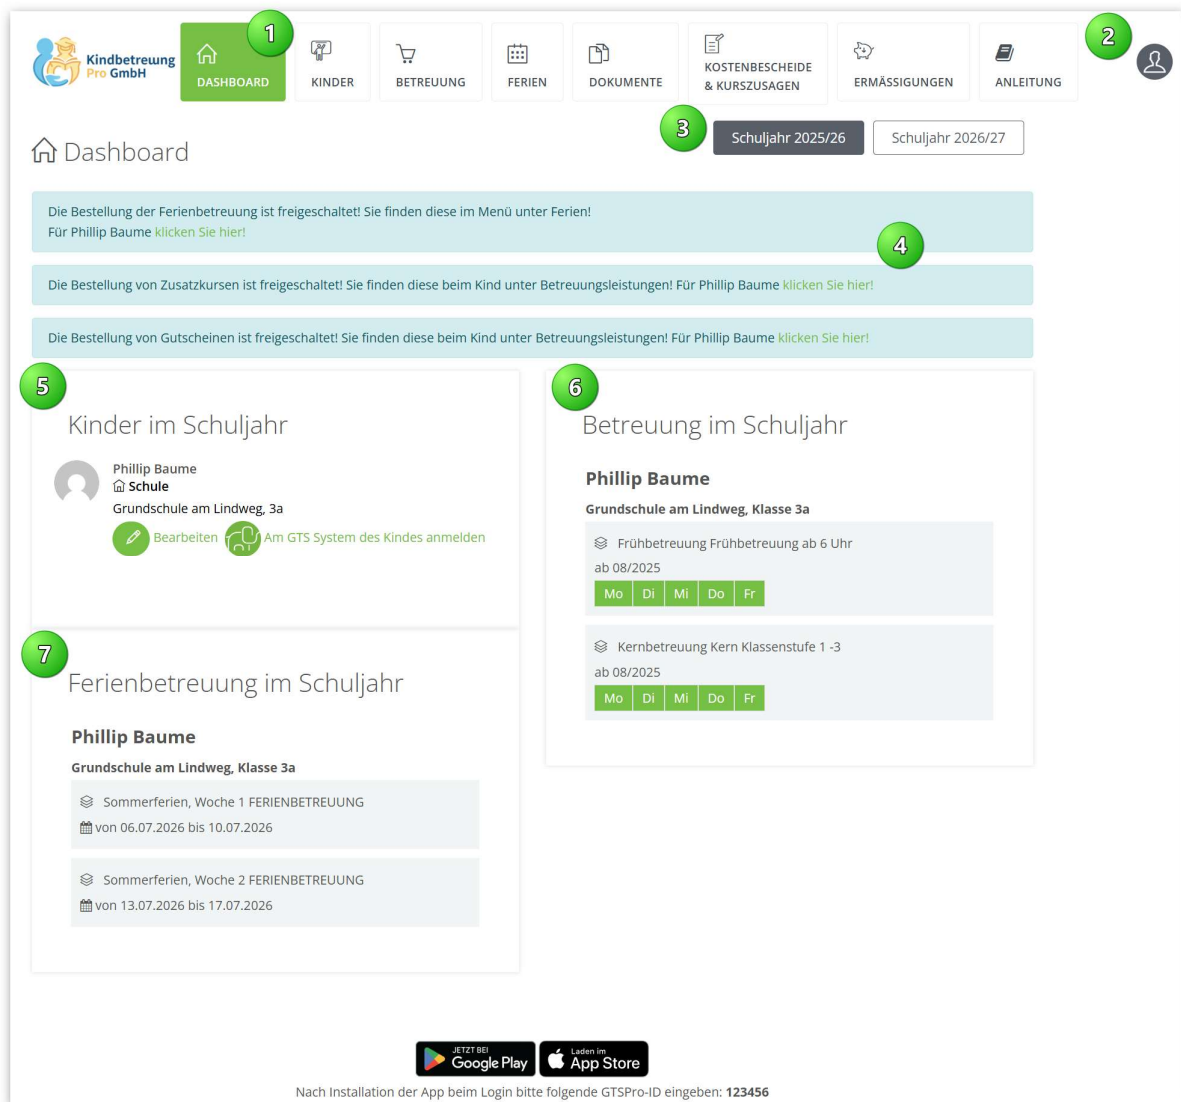 Kindbetreuung
Pro GmbH
1
DASHBOARD
KINDER
BETREUUNG
FERIEN
DOKUMENTE
KOSTENBESCHEIDE
& KURSZUSAGEN
ERMÄSSIGUNGEN
ANLEITUNG
2
Dashboard
3
Schuljahr 2025/26
Schuljahr 2026/27
Die Bestellung der Ferienbetreuung ist freigeschaltet! Sie finden diese im Menü unter Ferien!
Für Phillip Baume klicken Sie hier!
4
Die Bestellung von Zusatzkursen ist freigeschaltet! Sie finden diese beim Kind unter Betreuungsleistungen! Für Phillip Baume klicken Sie hier!
Die Bestellung von Gutscheinen ist freigeschaltet! Sie finden diese beim Kind unter Betreuungsleistungen! Für Phillip Baume klicken Sie hier!
5
Kinder im Schuljahr
Phillip Baume
Schule
Grundschule am Lindweg, 3a
Bearbeiten Am GTS System des Kindes anmelden
6
Betreuung im Schuljahr
Phillip Baume
Grundschule am Lindweg, Klasse 3a
Frühbetreuung Frühbetreuung ab 6 Uhr
ab 08/2025
Mo Di Mi Do Fr
Kernbetreuung Kern Klassenstufe 1 -3
ab 08/2025
Mo Di Mi Do Fr
7
Ferienbetreuung im Schuljahr
Phillip Baume
Grundschule am Lindweg, Klasse 3a
Sommerferien, Woche 1 FERIENBETREUUNG
von 06.07.2026 bis 10.07.2026
Sommerferien, Woche 2 FERIENBETREUUNG
von 13.07.2026 bis 17.07.2026
JETZT BEI
Google Play
Laden im
App Store
Nach Installation der App beim Login bitte folgende GTSPro-ID eingeben: 123456